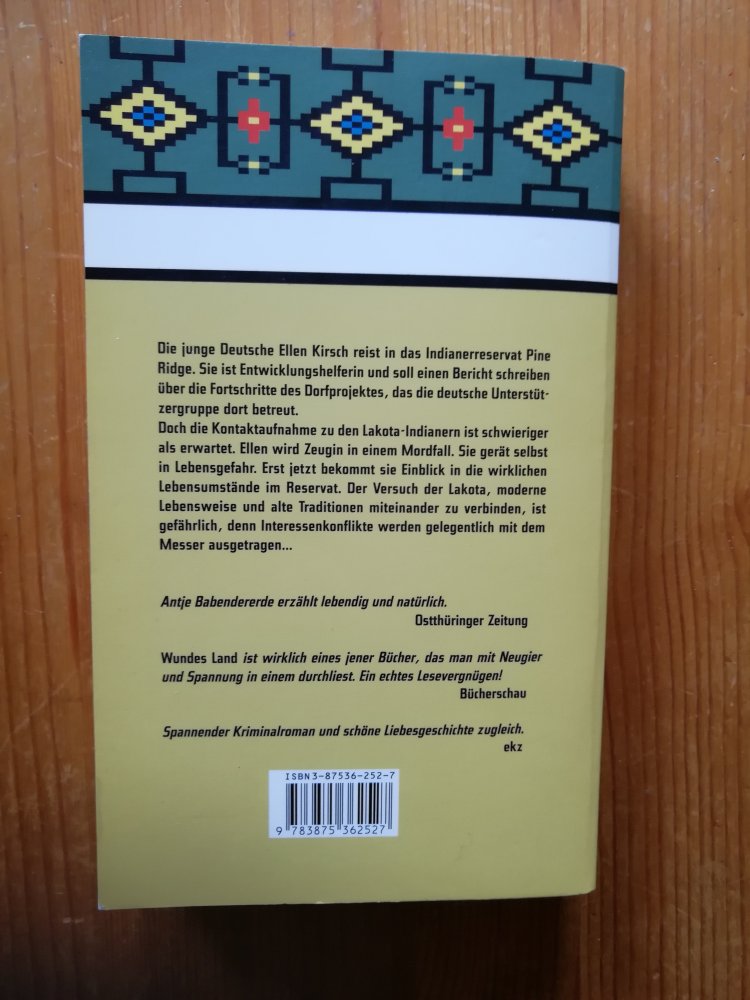 Die junge Deutsche Ellen Kirsch reist in das Indianerreservat Pine
Ridge. Sie ist Entwicklungshelferin und soll einen Bericht schreiben
über die Fortschritte des Dorfprojektes, das die deutsche Unterstüt-
zergruppe dort betreut.
Doch die Kontaktaufnahme zu den Lakota-Indianern ist schwieriger
als erwartet. Ellen wird Zeugin in einem Mordfall. Sie gerät selbst
in Lebensgefahr. Erst jetzt bekommt sie Einblick in die wirklichen
Lebensumstände im Reservat. Der Versuch der Lakota, moderne
Lebensweise und alte Traditionen miteinander zu verbinden, ist
gefährlich, denn Interessenkonflikte werden gelegentlich mit dem
Messer ausgetragen...
Antje Babendererde erzählt lebendig und natürlich.
Ostthüringer Zeitung
Wundes Land ist wirklich eines jener Bücher, das man mit Neugier
und Spannung in einem durchliest. Ein echtes Lesevergnügen!
Bücherschau
Spannender Kriminalroman und schöne Liebesgeschichte zugleich.
ekz
ISBN 3-87536-252-7
9 783875 362527